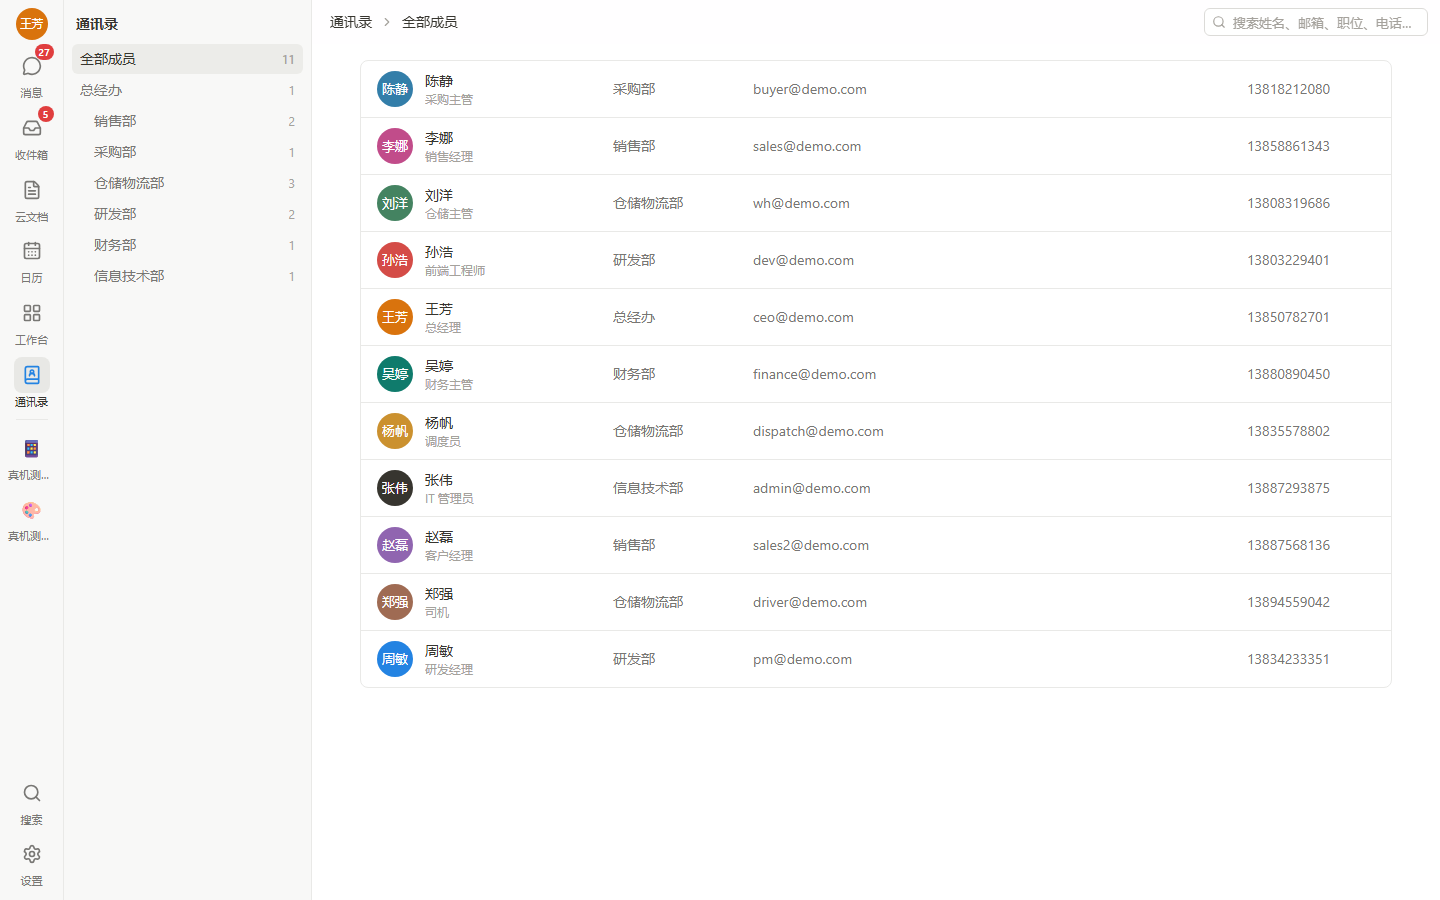 王芳
27
消息
5
收件箱
云文档
日历
工作台
通讯录
真机测...
真机测...
搜索
设置
通讯录
全部成员 11
总经办 1
销售部 2
采购部 1
仓储物流部 3
研发部 2
财务部 1
信息技术部 1
通讯录 > 全部成员
搜索姓名、邮箱、职位、电话...
陈静 陈静 采购部 buyer@demo.com 13818212080
采购主管
李娜 李娜 销售部 sales@demo.com 13858861343
销售经理
刘洋 刘洋 仓储物流部 wh@demo.com 13808319686
仓储主管
孙浩 孙浩 研发部 dev@demo.com 13803229401
前端工程师
王芳 王芳 总经办 ceo@demo.com 13850782701
总经理
吴婷 吴婷 财务部 finance@demo.com 13880890450
财务主管
杨帆 杨帆 仓储物流部 dispatch@demo.com 13835578802
调度员
张伟 张伟 信息技术部 admin@demo.com 13887293875
IT 管理员
赵磊 赵磊 销售部 sales2@demo.com 13887568136
客户经理
郑强 郑强 仓储物流部 driver@demo.com 13894559042
司机
周敏 周敏 研发部 pm@demo.com 13834233351
研发经理